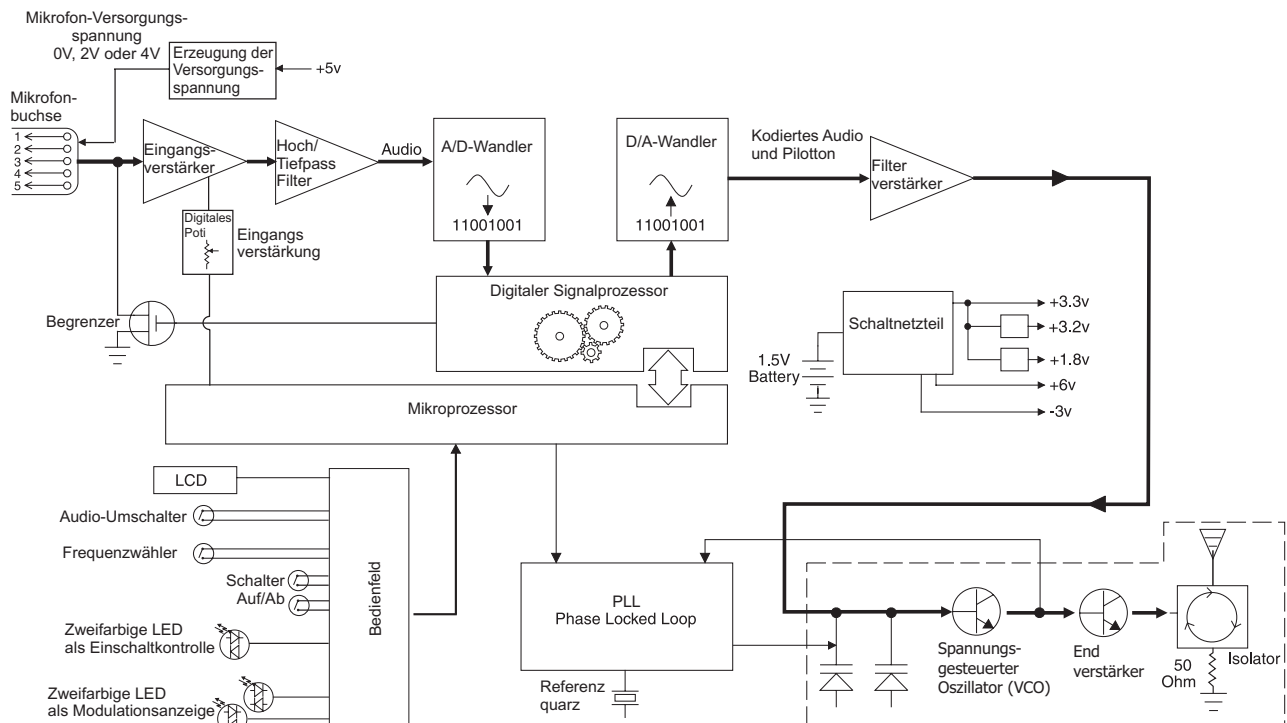 Mikrofon-Versorgungs-
spannung
0V, 2V oder 4V
Erzeugung der
Versorgungs-
spannung
+5v
Mikrofon-
buchse
1
2
3
4
5
Eingangs-
verstärker
Hoch/
Tiefpass
Filter
Audio
A/D-Wandler
11001001
D/A-Wandler
11001001
Kodiertes Audio
und Pilotton
Filter
verstärker
Digitales
Poti
Eingangs
verstärkung
Begrenzer
Digitaler Signalprozessor
Mikroprozessor
1.5V
Battery
Schaltnetzteil
+3.3v
+3.2v
+1.8v
+6v
-3v
LCD
Audio-Umschalter
Frequenzwähler
Schalter
Auf/Ab
Zweifarbige LED
als Einschaltkontrolle
Zweifarbige LED
als Modulationsanzeige
Bedienfeld
PLL
Phase Locked Loop
Referenz
quarz
Spannungs-
gesteuerter
Oszillator (VCO)
End
verstärker
50
Ohm
Isolator